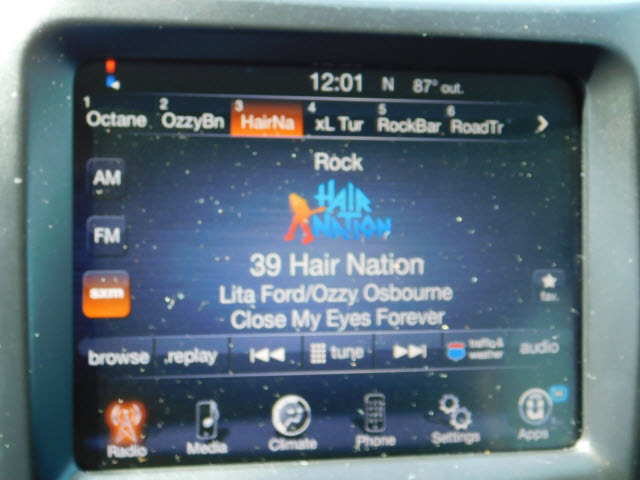 12:01 N 87° out.
1 Octane 2 OzzyBn 3 HairNa 4 xL Tur 5 RockBar 6 RoadTr
Rock
AM
HAIR
NATION
FM
39 Hair Nation
sxm
Lita Ford/Ozzy Osbourne
fav.
Close My Eyes Forever
browse replay tune traffic & weather audio
Radio Media Climate Phone Settings Apps